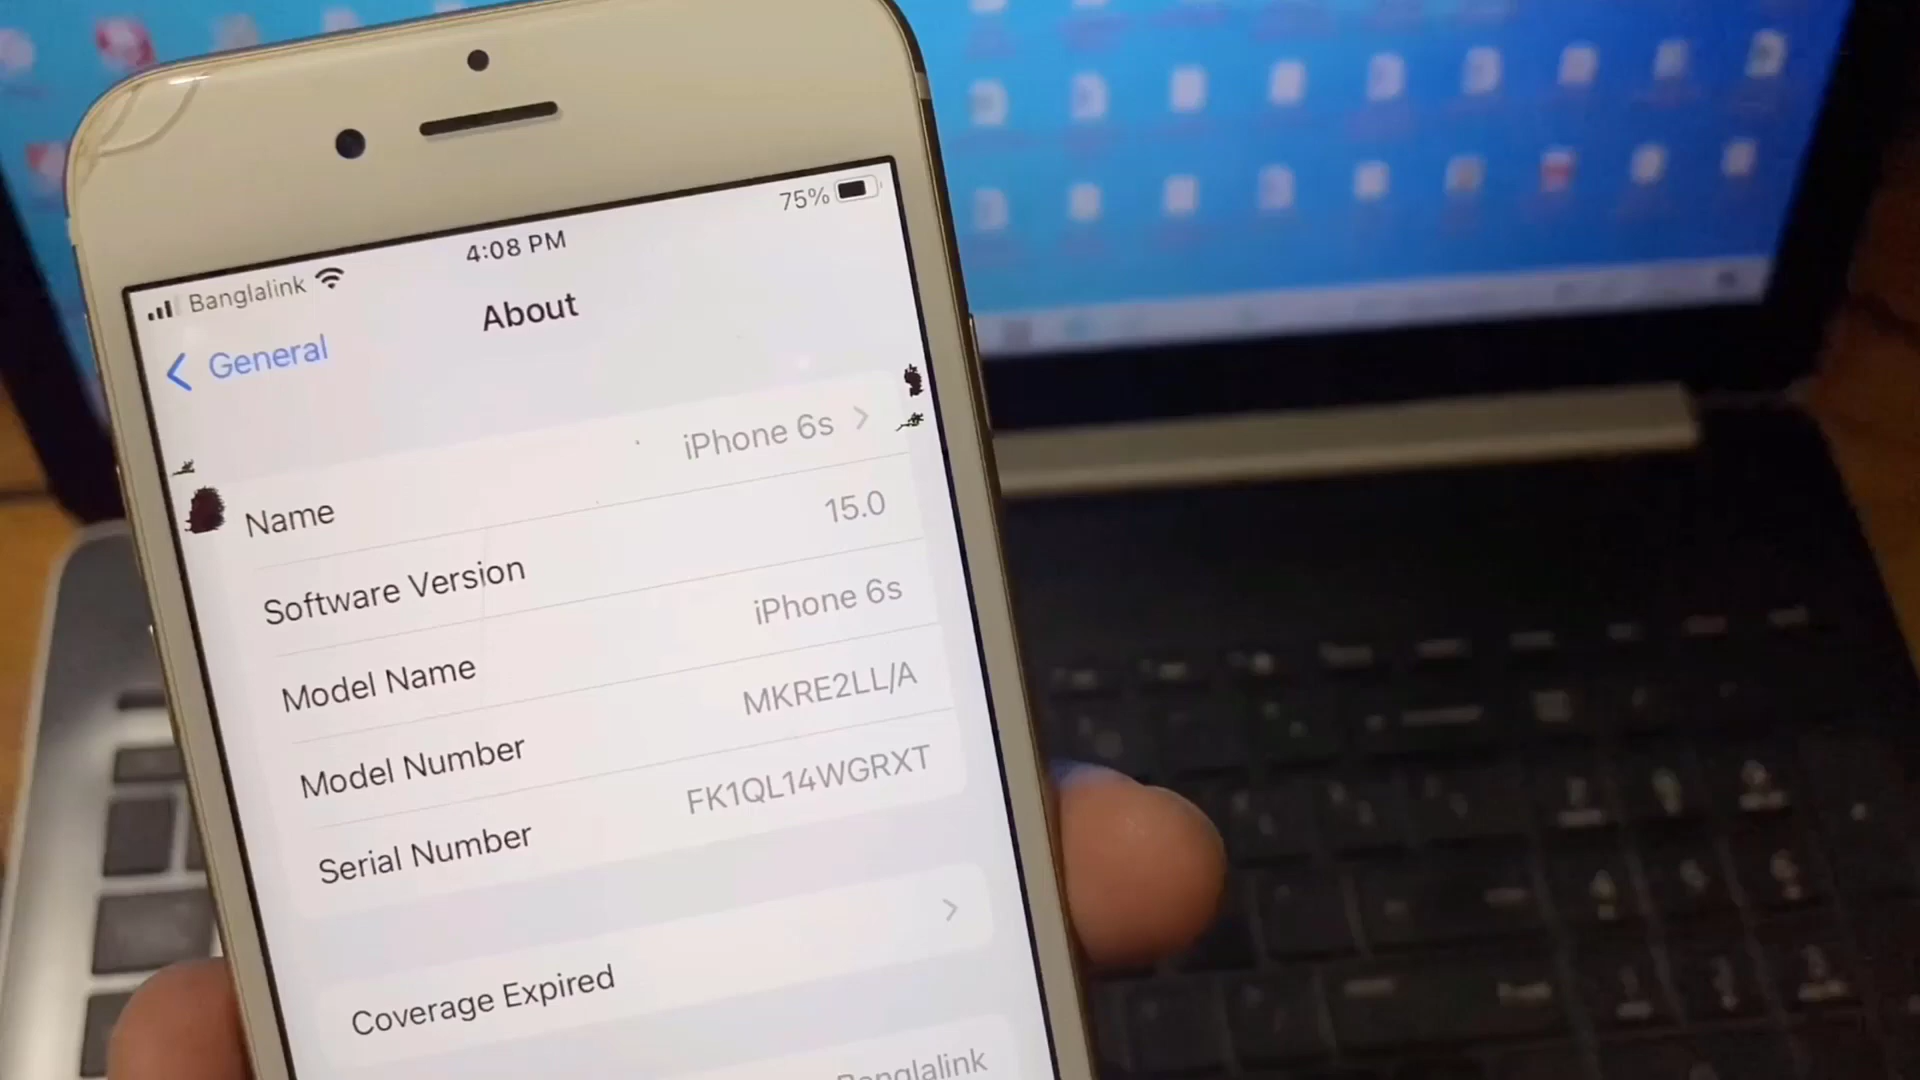 75%
4:08 PM
Banglalink
About
General
Name iPhone 6s
Software Version 15.0
Model Name iPhone 6s
Model Number MKRE2LL/A
Serial Number FK1QL14WGRXT
Coverage Expired
Banglalink